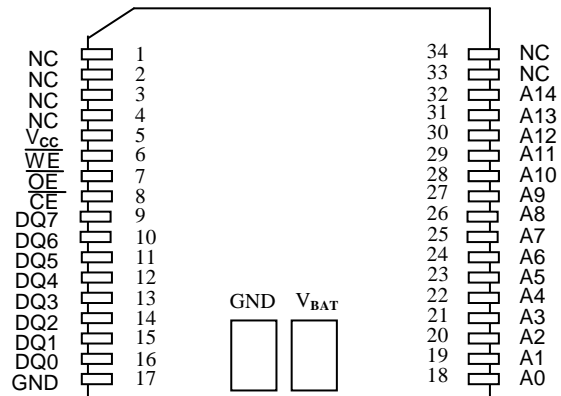 NC 1 34 NC
NC 2 33 NC
NC 3 32 A14
NC 4 31 A13
Vcc 5 30 A12
WE 6 29 A11
OE 7 28 A10
CE 8 27 A9
DQ7 9 26 A8
DQ6 10 25 A7
DQ5 11 24 A6
DQ4 12 23 A5
DQ3 13 22 A4
DQ2 14 21 A3
DQ1 15 20 A2
DQ0 16 19 A1
GND 17 18 A0
GND VBAT